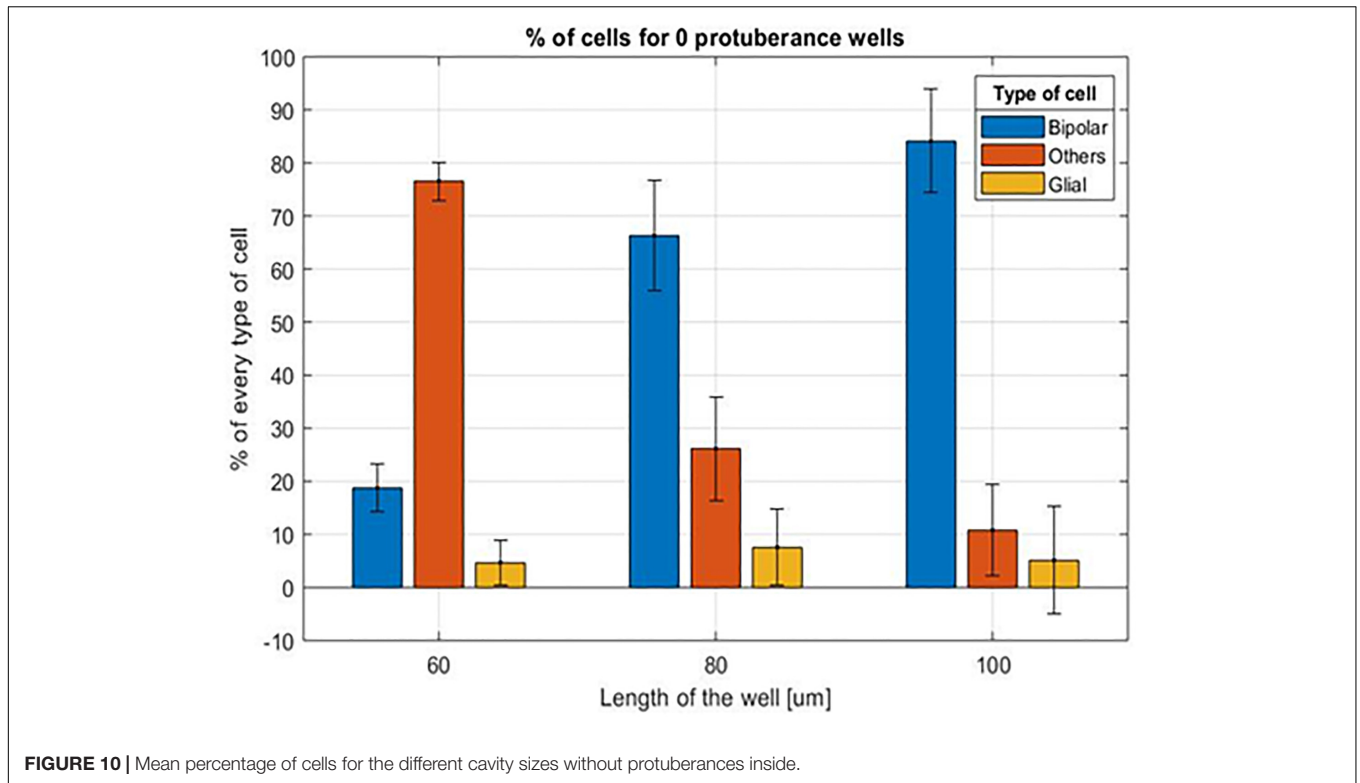 % of cells for 0 protuberance wells
100
90
80
70
60
50
40
30
20
10
0
-10
% of every type of cell
Type of cell
Bipolar
Others
Glial
60 80 100
Length of the well [um]
FIGURE 10 | Mean percentage of cells for the different cavity sizes without protuberances inside.